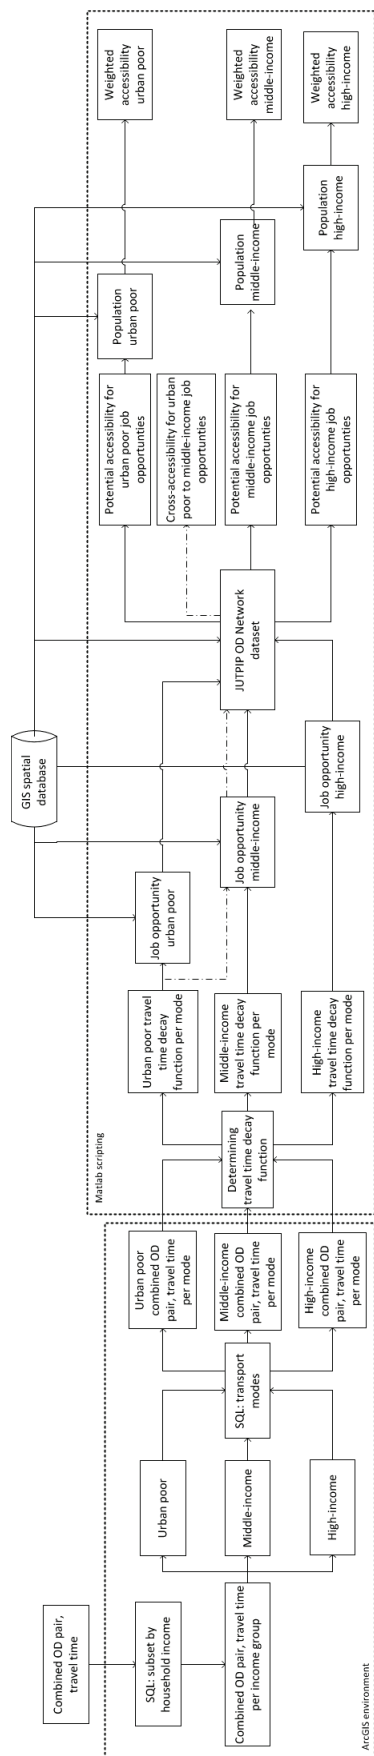 Combined OD pair,
travel time
SQL: subset by
household income
Combined OD pair, travel time
per income group
Urban poor
Middle-income
High-income
SQL: transport
modes
Urban poor
combined OD
pair, travel time
per mode
Middle-income
combined OD
pair, travel time
per mode
High-income
combined OD
pair, travel time
per mode
ArcGIS environment
Matlab scripting
Determining
travel time decay
function
Urban poor travel
time decay
function per mode
Middle-income
travel time decay
function per
mode
High-income
travel time decay
function per mode
GIS spatial
database
Job opportunity
urban poor
Job opportunity
middle-income
Job opportunity
high-income
JUTPIP OD Network
dataset
Potential accessibility for
urban poor job
opportunties
Cross-accessibility for urban
poor to middle-income job
opportunties
Potential accessibility for
middle-income job
opportunties
Potential accessibility for
high-income job
opportunties
Population
urban poor
Population
middle-income
Population
high-income
Weighted
accessibility
urban poor
Weighted
accessibility
middle-income
Weighted
accessibility
high-income